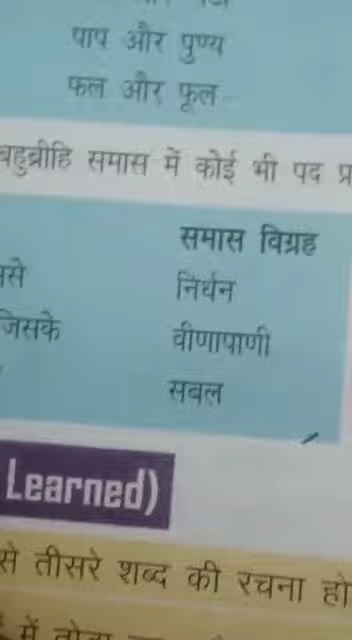 पाप और पुण्य
फल और फूल
बहुव्रीहि समास में कोई भी पद
समास विग्रह
निर्धन
जिसके वीणापाणी
सबल
Learned)
से तीसरे शब्द की रचना हो
में